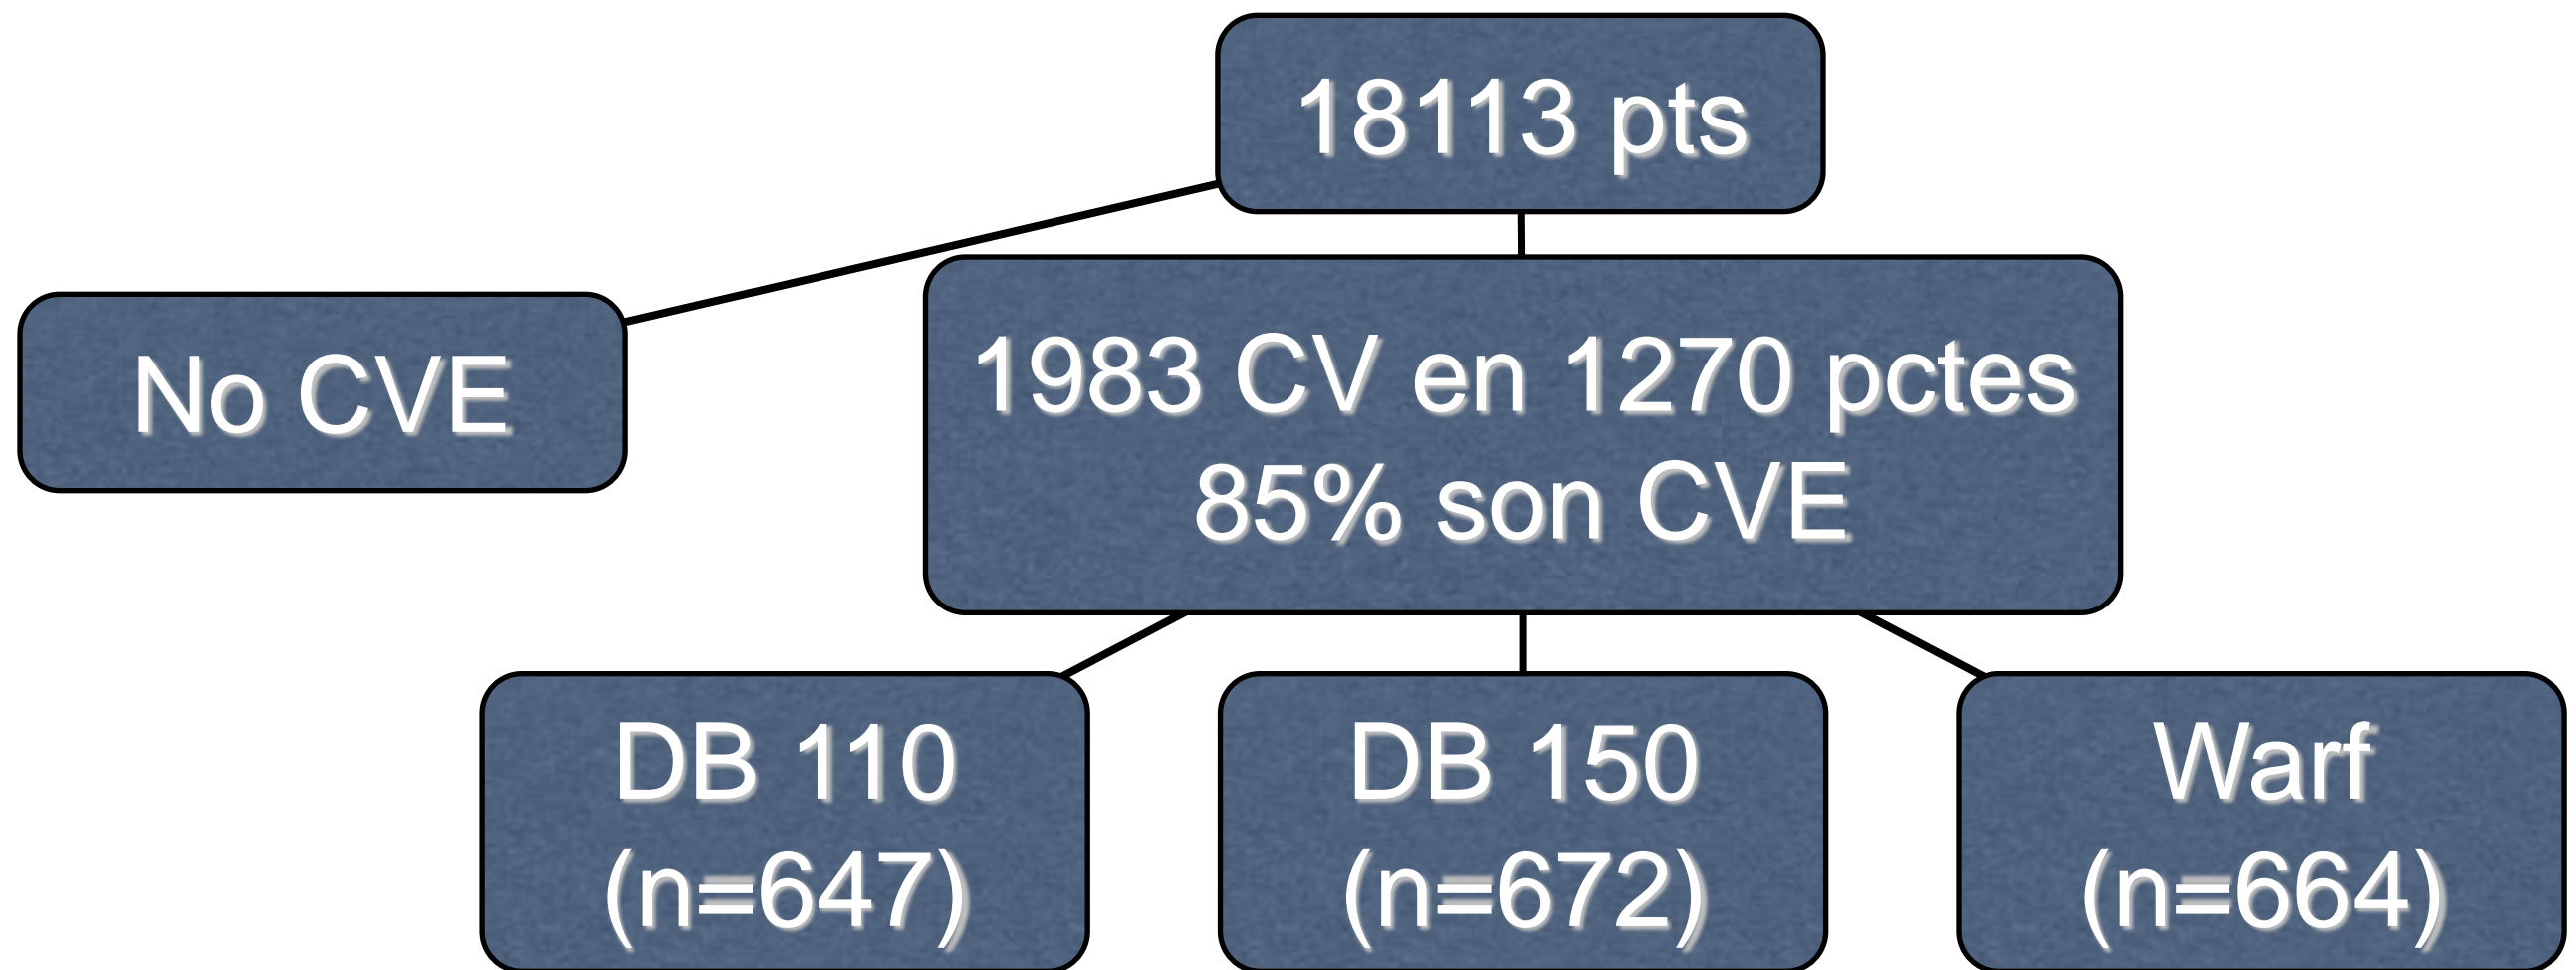 18113 pts
No CVE
1983 CV en 1270 pctes
85% son CVE
DB 110
(n=647)
DB 150
(n=672)
Warf
(n=664)